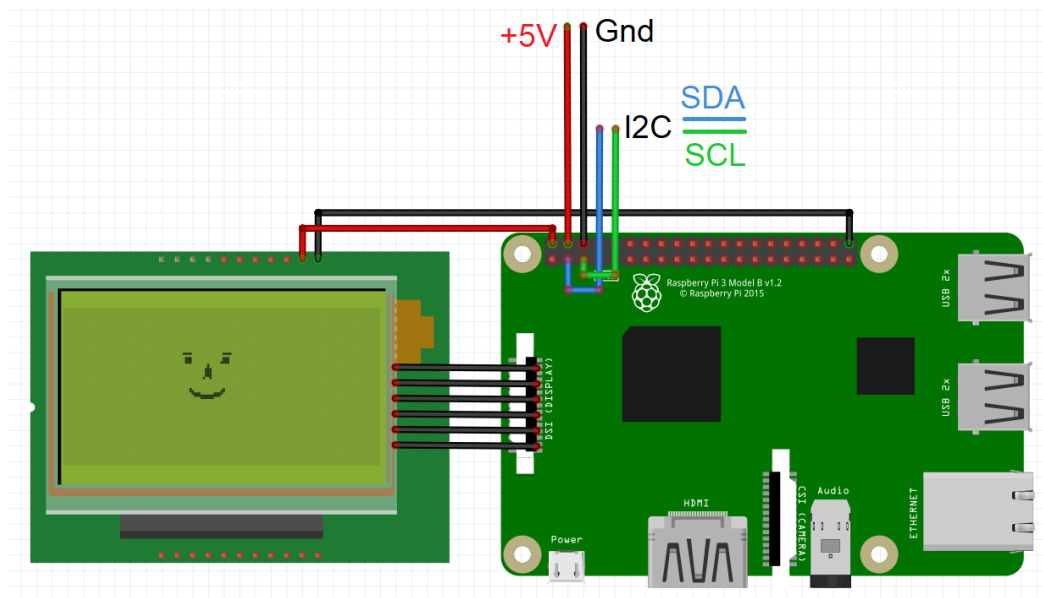 +5V
Gnd
SDA
I2C
SCL
Raspberry Pi 3 Model B v1.2
© Raspberry Pi 2015
USB 2x
DSI (DISPLAY)
USB 2x
HDMI
CSI (CAMERA)
Audio
ETHERNET
Power